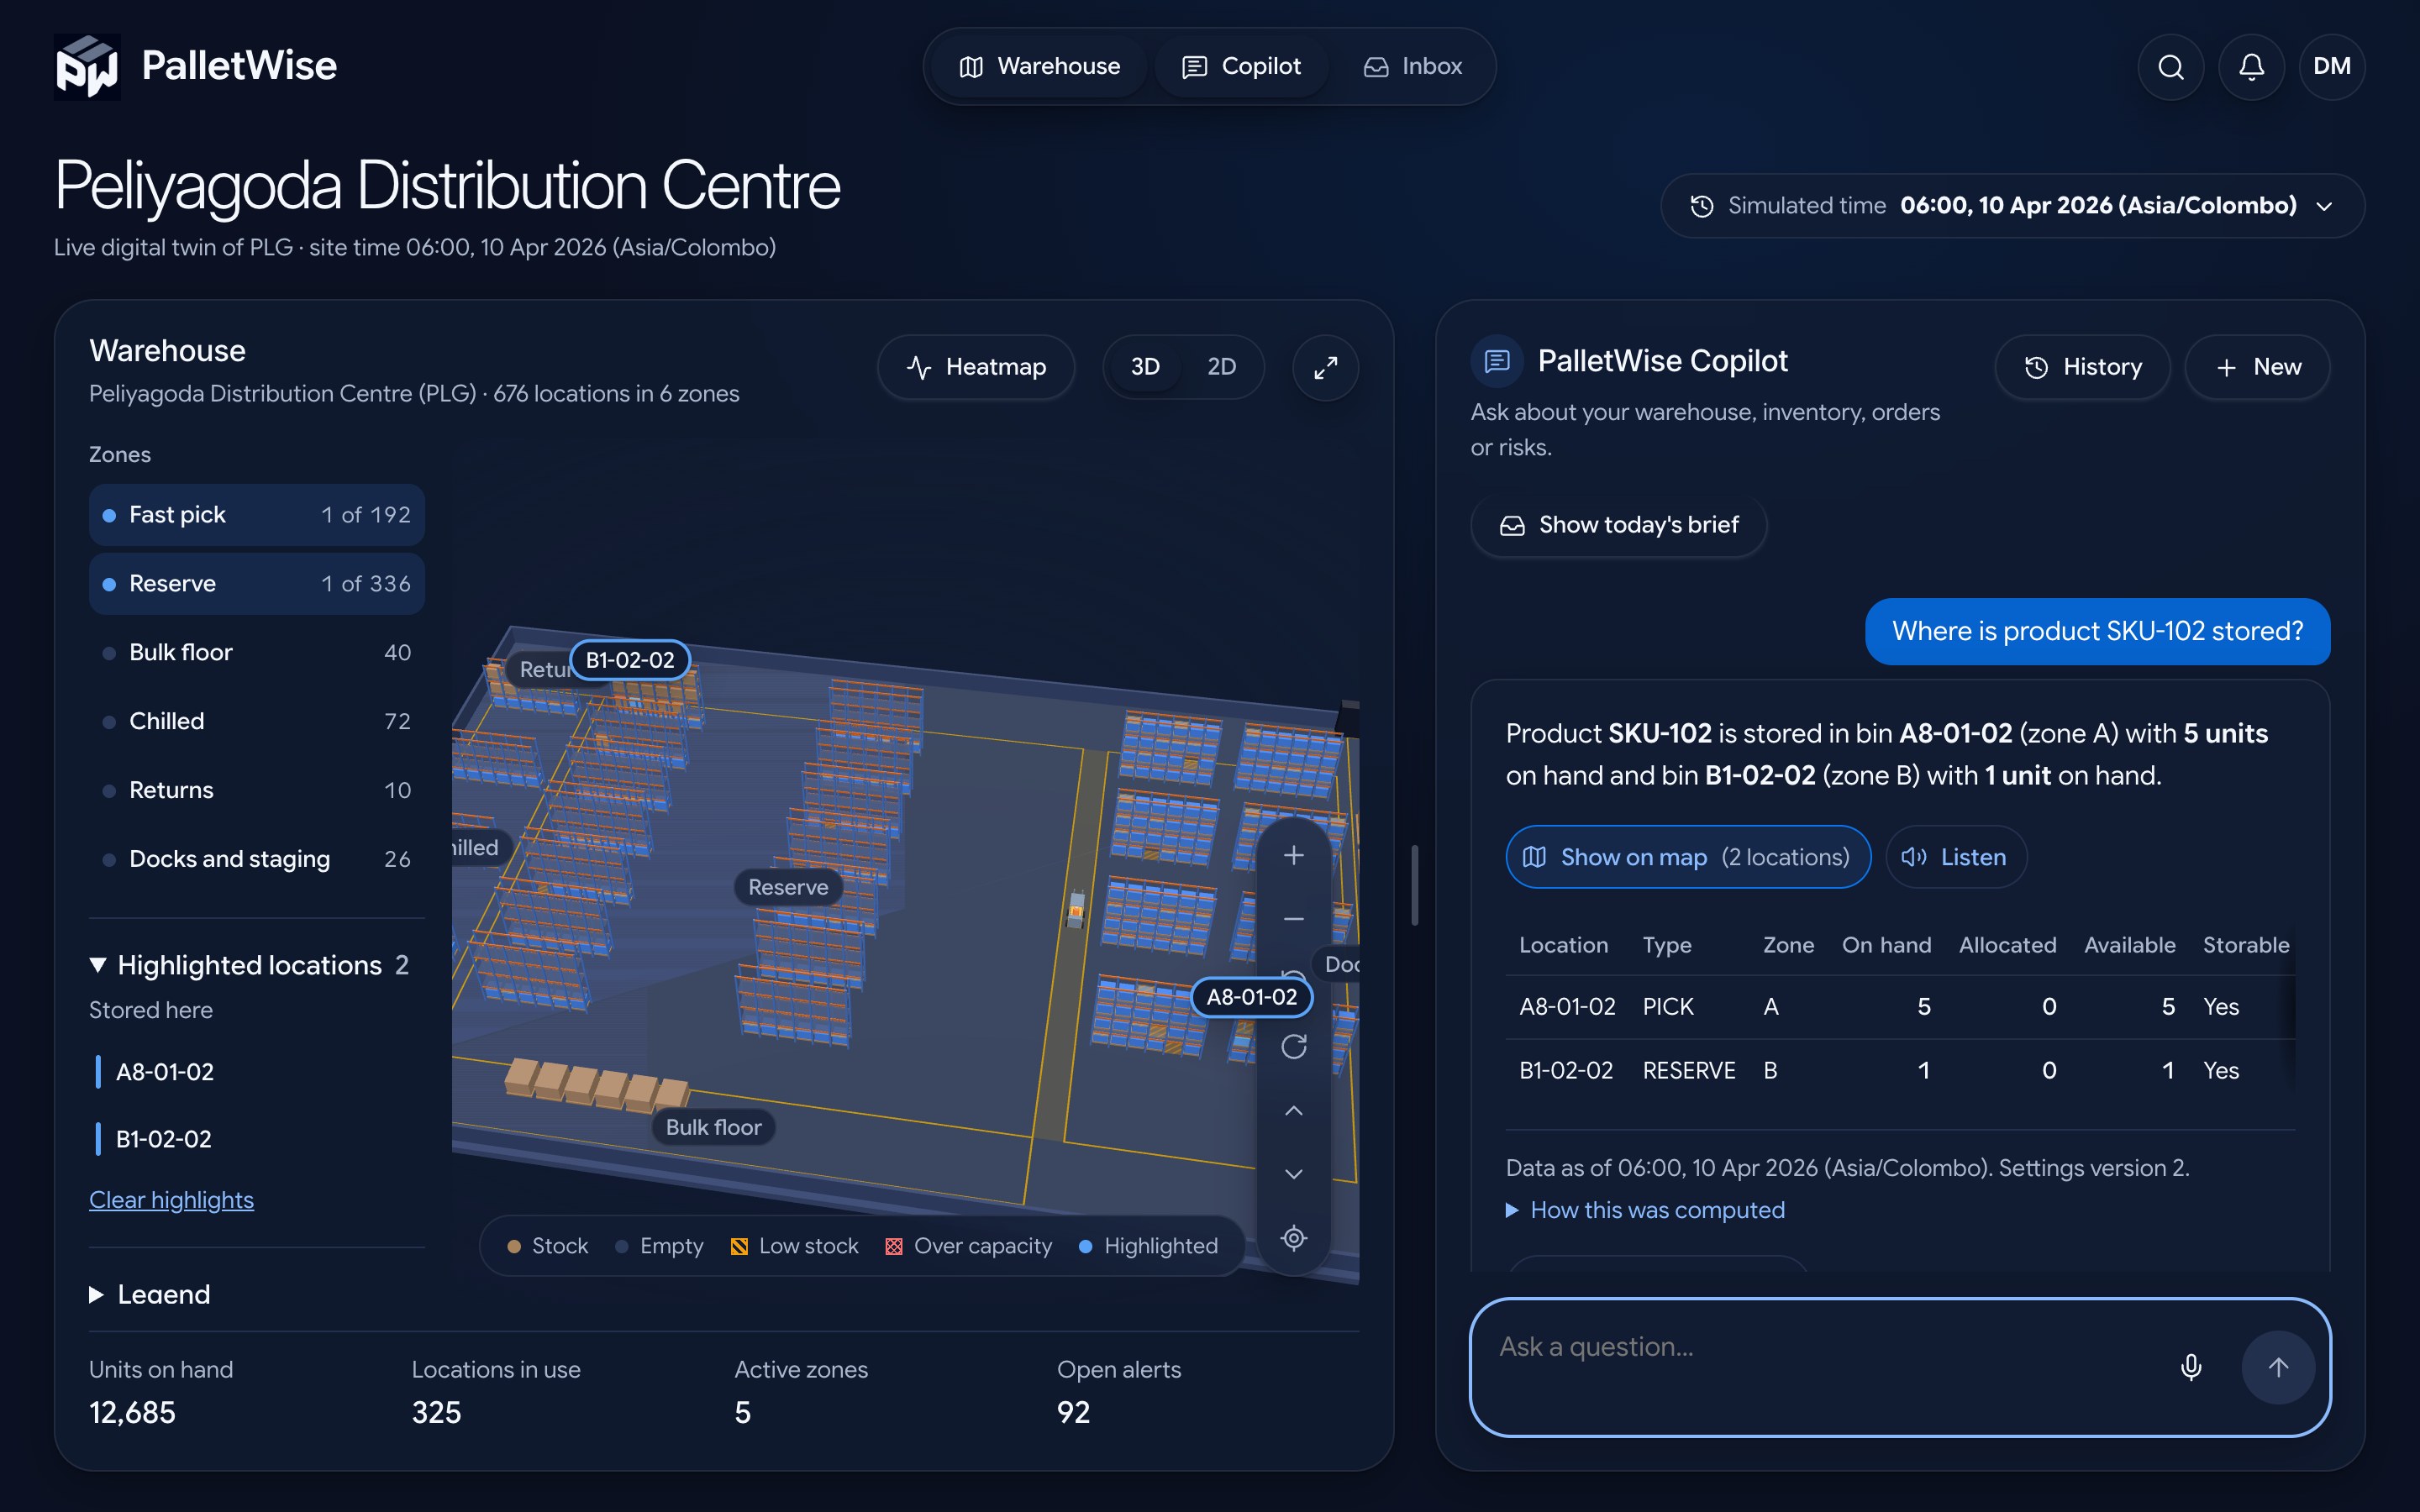 PalletWise
Warehouse
Copilot
Inbox
DM
Peliyagoda Distribution Centre
Live digital twin of PLG · site time 06:00, 10 Apr 2026 (Asia/Colombo)
Simulated time 06:00, 10 Apr 2026 (Asia/Colombo)
Warehouse
Peliyagoda Distribution Centre (PLG) · 676 locations in 6 zones
Heatmap
3D 2D
Zones
Fast pick 1 of 192
Reserve 1 of 336
Bulk floor 40
Chilled 72
Returns 10
Docks and staging 26
Highlighted locations 2
Stored here
A8-01-02
B1-02-02
Clear highlights
Legend
Retur
B1-02-02
hilled
Reserve
Doc
A8-01-02
Bulk floor
Stock Empty Low stock Over capacity Highlighted
Units on hand Locations in use Active zones Open alerts
12,685 325 5 92
PalletWise Copilot
History
New
Ask about your warehouse, inventory, orders
or risks.
Show today's brief
Where is product SKU-102 stored?
Product SKU-102 is stored in bin A8-01-02 (zone A) with 5 units
on hand and bin B1-02-02 (zone B) with 1 unit on hand.
Show on map (2 locations)
Listen
Location Type Zone On hand Allocated Available Storable
A8-01-02 PICK A 5 0 5 Yes
B1-02-02 RESERVE B 1 0 1 Yes
Data as of 06:00, 10 Apr 2026 (Asia/Colombo). Settings version 2.
How this was computed
Ask a question...